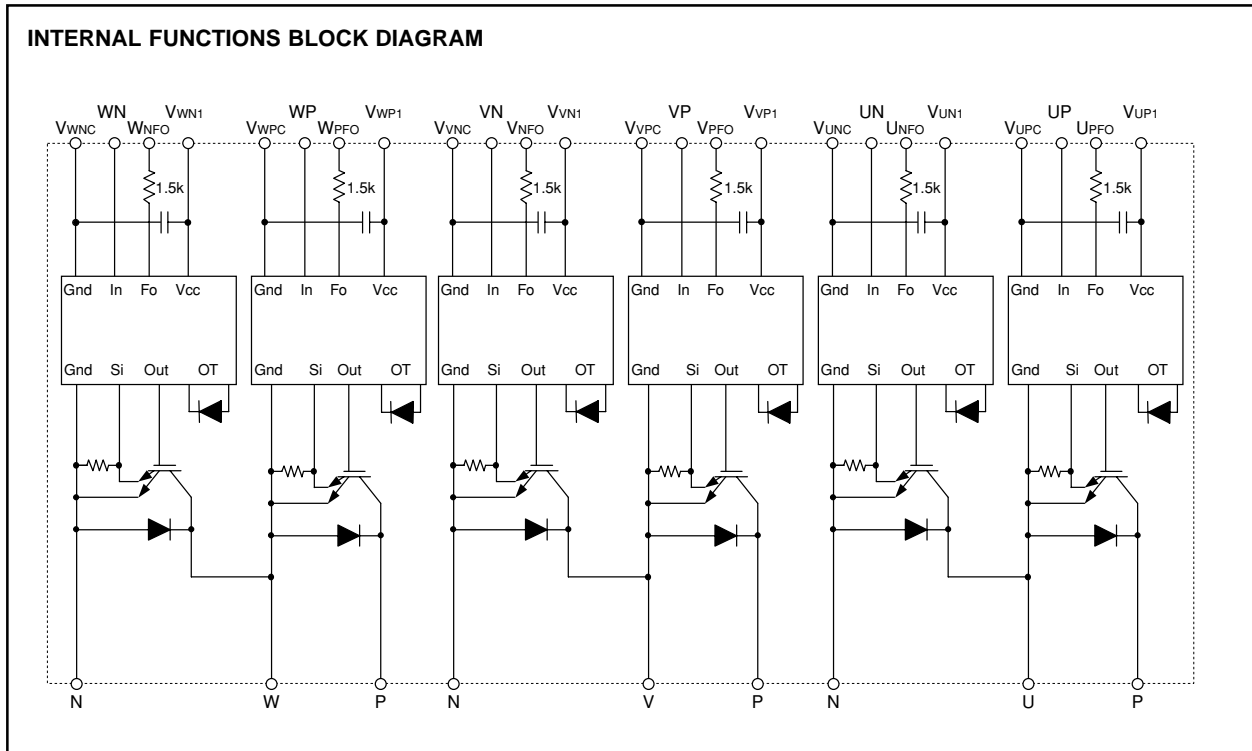 INTERNAL FUNCTIONS BLOCK DIAGRAM
WN VWN1 WP VWP1 VN VVN1 VP VVP1 UN VUN1 UP VUP1
VWNC WNFO VWPC WPFO VVNC VNFO VVPC VPFO VUNC UNFO VUPC UPFO
1.5k 1.5k 1.5k 1.5k 1.5k 1.5k
Gnd In Fo Vcc Gnd In Fo Vcc Gnd In Fo Vcc Gnd In Fo Vcc Gnd In Fo Vcc Gnd In Fo Vcc
Gnd Si Out OT Gnd Si Out OT Gnd Si Out OT Gnd Si Out OT Gnd Si Out OT Gnd Si Out OT
N W P N V P N U P